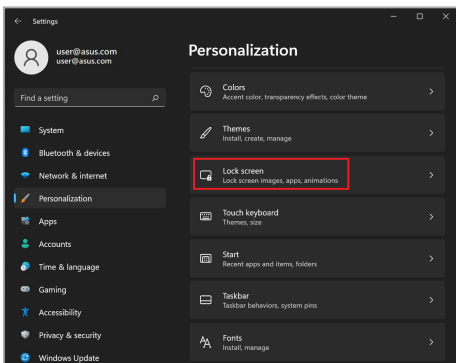 Settings
user@asus.com
user@asus.com
Find a setting
System
Bluetooth & devices
Network & internet
Personalization
Apps
Accounts
Time & language
Gaming
Accessibility
Privacy & security
Windows Update
Personalization
Colors
Accent color, transparency effects, color theme
Themes
Install, create, manage
Lock screen
Lock screen images, apps, animations
Touch keyboard
Themes, size
Start
Recent apps and items, folders
Taskbar
Taskbar behaviors, system pins
Fonts
Install, manage